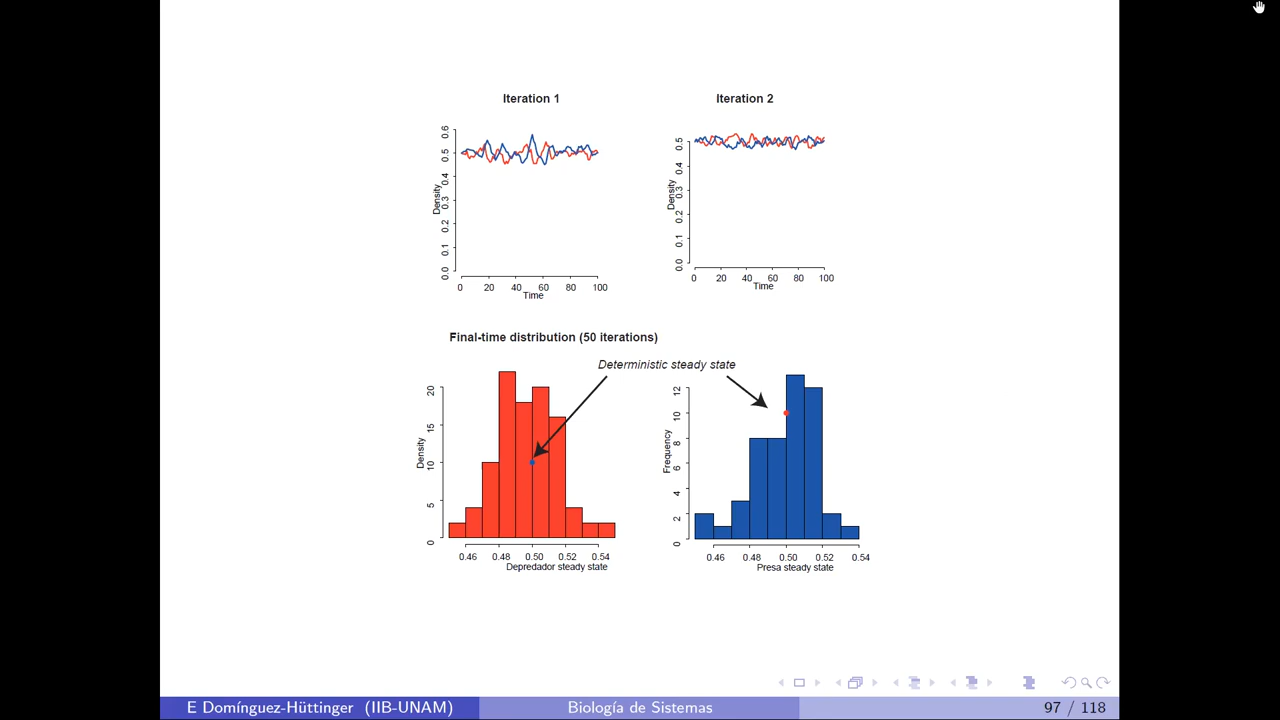 Iteration 1
Iteration 2
0.6
0.5
0.4
0.3
0.2
0.1
0.0
Density
0 20 40 60 80 100
Time
0.5
0.4
0.3
0.2
0.1
0.0
Density
0 20 40 60 80 100
Time
Final-time distribution (50 iterations)
Deterministic steady state
20
15
10
5
0
Density
0.46 0.48 0.50 0.52 0.54
Depredador steady state
12
10
8
6
4
2
0
Frequency
0.46 0.48 0.50 0.52 0.54
Presa steady state
E Domínguez-Hüttinger (IIB-UNAM) Biología de Sistemas 97 / 118